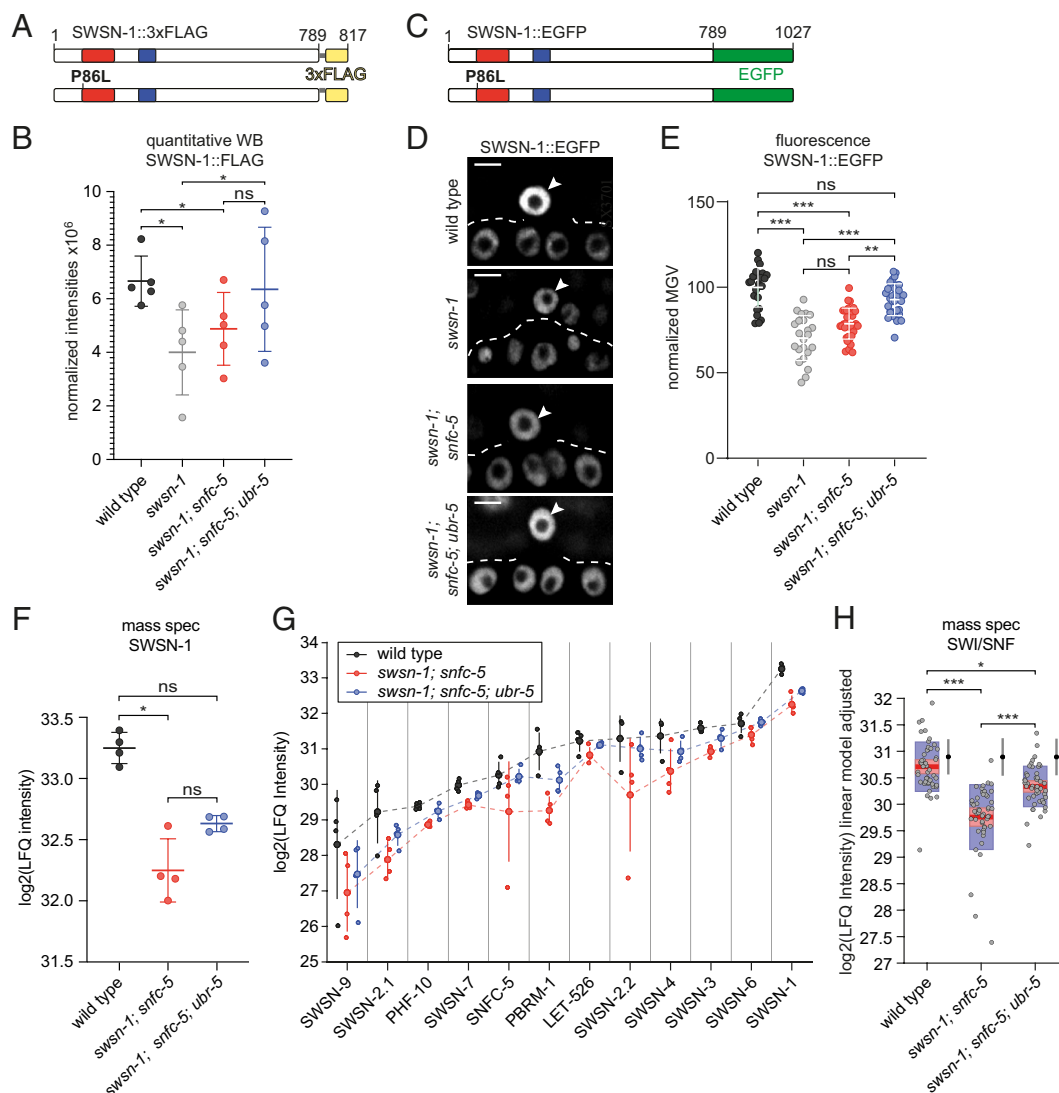 A
1 SWSN-1::3xFLAG 789 817
P86L
3xFLAG
C
1 SWSN-1::EGFP 789 1027
P86L
EGFP
B
quantitative WB
SWSN-1::FLAG
normalized intensities x10⁶
10
8
6
4
2
0
*
ns
*
*
wild type
swsn-1
swsn-1; snfc-5
swsn-1; snfc-5; ubr-5
D
SWSN-1::EGFP
wild type
swsn-1
swsn-1; snfc-5
swsn-1; snfc-5; ubr-5
E
fluorescence
SWSN-1::EGFP
normalized MGV
150
100
50
0
ns
***
*** ***
ns **
wild type
swsn-1
swsn-1; snfc-5
swsn-1; snfc-5; ubr-5
F
mass spec
SWSN-1
log2(LFQ intensity)
33.5
33.0
32.5
32.0
31.5
ns
*
ns
wild type
swsn-1; snfc-5
swsn-1; snfc-5; ubr-5
G
log2(LFQ Intensity)
34
33
32
31
30
29
28
27
26
25
wild type
swsn-1; snfc-5
swsn-1; snfc-5; ubr-5
SWSN-9
SWSN-2.1
PHF-10
SWSN-7
SNFC-5
PBRM-1
LET-526
SWSN-2.2
SWSN-4
SWSN-3
SWSN-6
SWSN-1
H
mass spec
SWI/SNF
log2(LFQ Intensity) linear model adjusted
32
31.5
31
30.5
30
29.5
29
28.5
28
27.5
27
*
***
***
wild type
swsn-1; snfc-5
swsn-1; snfc-5; ubr-5